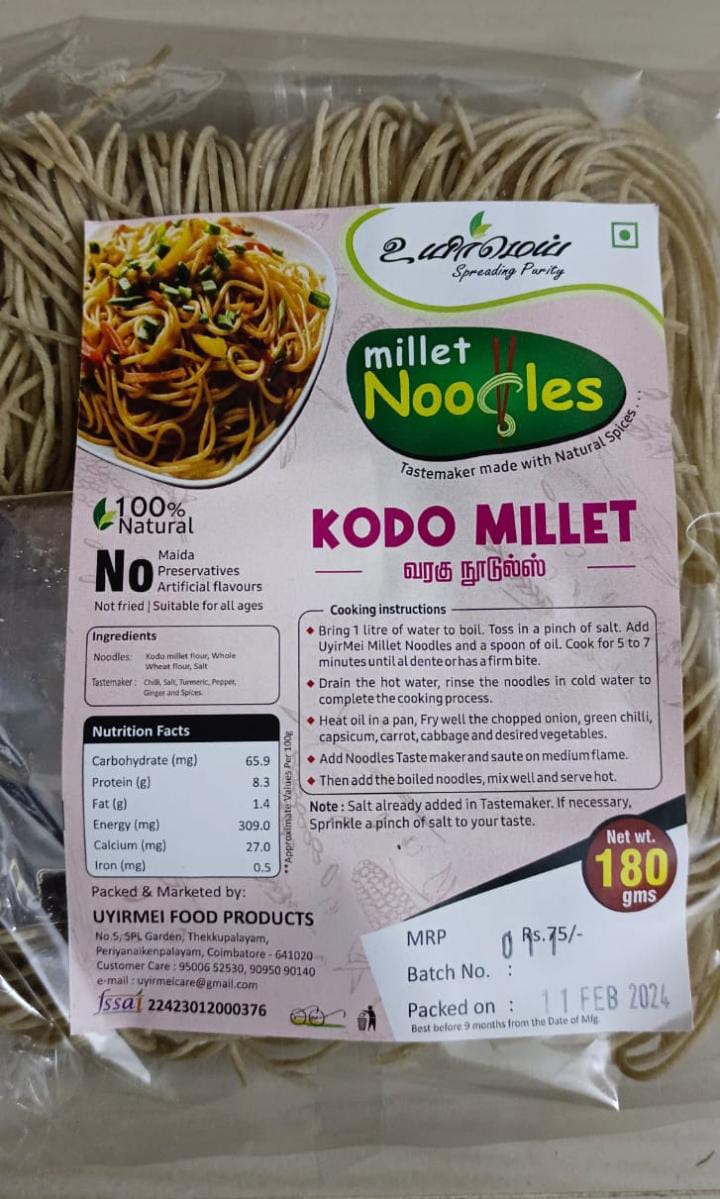 உயிர்மெய்
Spreading Purity
millet
Noodles
Tastemaker made with Natural Spices...
100%
Natural
No Maida
Preservatives
Artificial flavours
Not fried | Suitable for all ages
KODO MILLET
வரகு நூடுல்ஸ்
Ingredients
Noodles: Kodo millet flour, Whole
Wheat flour, Salt
Tastemaker : Chilli, Salt, Turmeric, Pepper,
Ginger and Spices.
Nutrition Facts
Carbohydrate (mg) 65.9
Protein (g) 8.3
Fat (g) 1.4
Energy (mg) 309.0
Calcium (mg) 27.0
Iron (mg) 0.5
**Approximate Values Per 100g
Cooking instructions
Bring 1 litre of water to boil. Toss in a pinch of salt. Add
UyirMei Millet Noodles and a spoon of oil. Cook for 5 to 7
minutes until al dente or has a firm bite.
Drain the hot water, rinse the noodles in cold water to
complete the cooking process.
Heat oil in a pan, Fry well the chopped onion, green chilli,
capsicum, carrot, cabbage and desired vegetables.
Add Noodles Taste maker and saute on medium flame.
Then add the boiled noodles, mix well and serve hot.
Note : Salt already added in Tastemaker. If necessary,
Sprinkle a pinch of salt to your taste.
Packed & Marketed by:
UYIRMEI FOOD PRODUCTS
No.5, SPL Garden, Thekkupalayam,
Periyanaikenpalayam, Coimbatore - 641020
Customer Care : 95006 52530, 90950 90140
e-mail : uyirmeicare@gmail.com
fssai 22423012000376
Net wt.
180
gms
MRP Rs.75/-
Batch No. :
Packed on : 11 FEB 2024
Best before 9 months from the Date of Mfg.